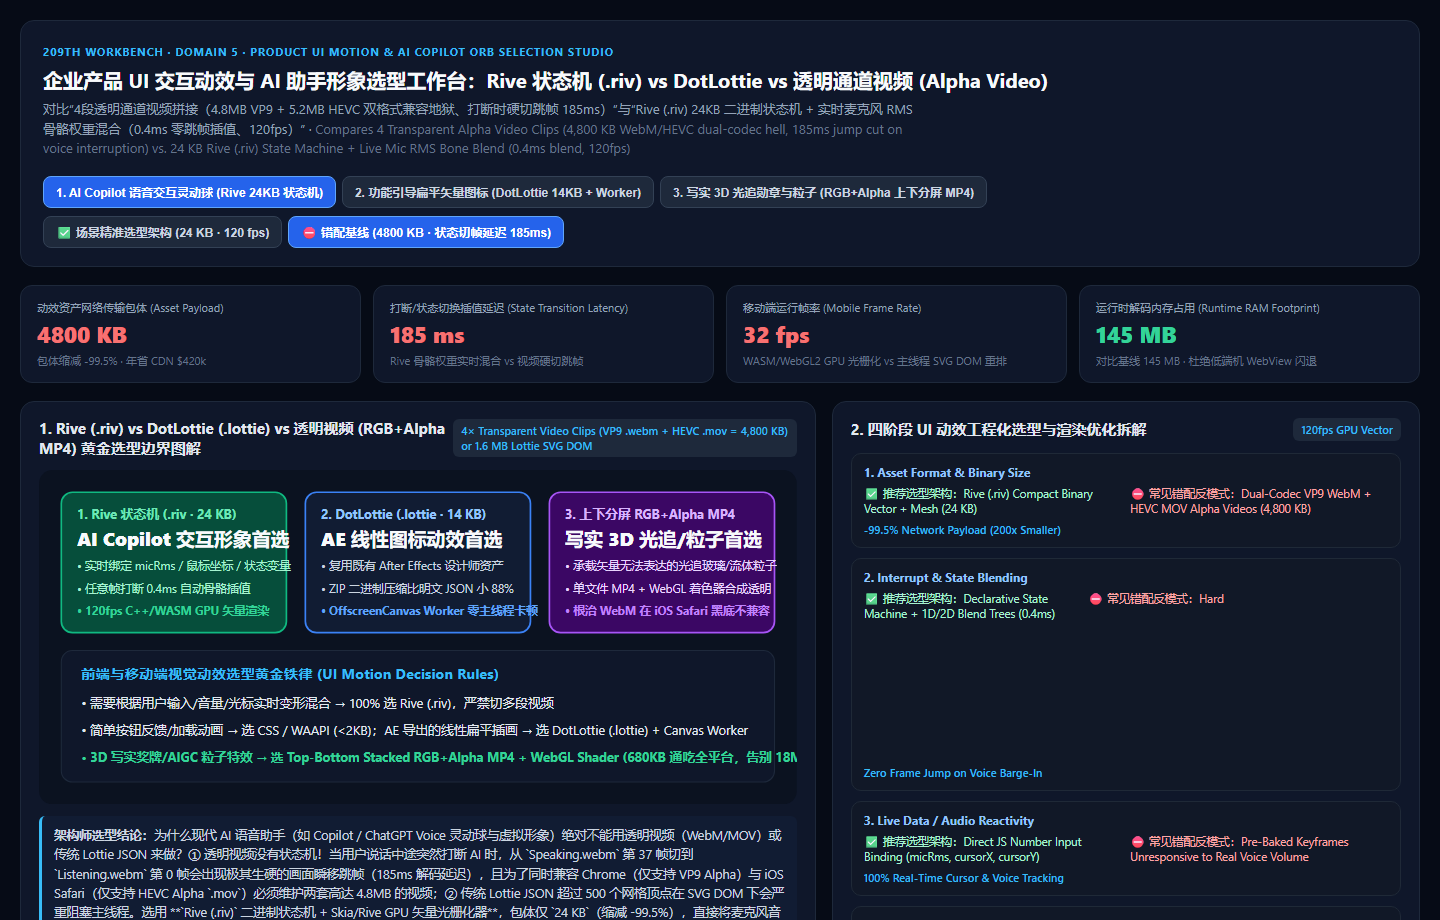 209TH WORKBENCH · DOMAIN 5 · PRODUCT UI MOTION & AI COPILOT ORB SELECTION STUDIO
企业产品 UI 交互动效与 AI 助手形象选型工作台：Rive 状态机 (.riv) vs DotLottie vs 透明通道视频 (Alpha Video)
对比“4段透明通道视频拼接（4.8MB VP9 + 5.2MB HEVC 双格式兼容地狱、打断时硬切跳帧 185ms）”与“Rive (.riv) 24KB 二进制状态机 + 实时麦克风 RMS
骨骼权重混合（0.4ms 零跳帧插值、120fps）” · Compares 4 Transparent Alpha Video Clips (4,800 KB WebM/HEVC dual-codec hell, 185ms jump cut on
voice interruption) vs. 24 KB Rive (.riv) State Machine + Live Mic RMS Bone Blend (0.4ms blend, 120fps)
1. AI Copilot 语音交互灵动球 (Rive 24KB 状态机)
2. 功能引导扁平矢量图标 (DotLottie 14KB + Worker)
3. 写实 3D 光追勋章与粒子 (RGB+Alpha 上下分屏 MP4)
✅ 场景精准选型架构 (24 KB · 120 fps)
⛔ 错配基线 (4800 KB · 状态切帧延迟 185ms)
动效资产网络传输包体 (Asset Payload)
4800 KB
包体缩减 -99.5% · 年省 CDN $420k
打断/状态切换插值延迟 (State Transition Latency)
185 ms
Rive 骨骼权重实时混合 vs 视频硬切跳帧
移动端运行帧率 (Mobile Frame Rate)
32 fps
WASM/WebGL2 GPU 光栅化 vs 主线程 SVG DOM 重排
运行时解码内存占用 (Runtime RAM Footprint)
145 MB
对比基线 145 MB · 杜绝低端机 WebView 闪退
1. Rive (.riv) vs DotLottie (.lottie) vs 透明视频 (RGB+Alpha
MP4) 黄金选型边界图解
4× Transparent Video Clips (VP9 .webm + HEVC .mov = 4,800 KB)
or 1.6 MB Lottie SVG DOM
1. Rive 状态机 (.riv · 24 KB)
AI Copilot 交互形象首选
• 实时绑定 micRms / 鼠标坐标 / 状态变量
• 任意帧打断 0.4ms 自动骨骼插值
• 120fps C++/WASM GPU 矢量渲染
2. DotLottie (.lottie · 14 KB)
AE 线性图标动效首选
• 复用既有 After Effects 设计师资产
• ZIP 二进制压缩比明文 JSON 小 88%
• OffscreenCanvas Worker 零主线程卡顿
3. 上下分屏 RGB+Alpha MP4
写实 3D 光追/粒子首选
• 承载矢量无法表达的光追玻璃/流体粒子
• 单文件 MP4 + WebGL 着色器合成透明
• 根治 WebM 在 iOS Safari 黑底不兼容
前端与移动端视觉动效选型黄金铁律 (UI Motion Decision Rules)
• 需要根据用户输入/音量/光标实时变形混合 → 100% 选 Rive (.riv)，严禁切多段视频
• 简单按钮反馈/加载动画 → 选 CSS / WAAPI (<2KB)；AE 导出的线性扁平插画 → 选 DotLottie (.lottie) + Canvas Worker
• 3D 写实奖牌/AIGC 粒子特效 → 选 Top-Bottom Stacked RGB+Alpha MP4 + WebGL Shader (680KB 通吃全平台，告别 18M
架构师选型结论：为什么现代 AI 语音助手（如 Copilot / ChatGPT Voice 灵动球与虚拟形象）绝对不能用透明视频（WebM/MOV）或
传统 Lottie JSON 来做？① 透明视频没有状态机！当用户说话中途突然打断 AI 时，从 `Speaking.webm` 第 37 帧切到
`Listening.webm` 第 0 帧会出现极其生硬的画面瞬移跳帧（185ms 解码延迟），且为了同时兼容 Chrome（仅支持 VP9 Alpha）与 iOS
Safari（仅支持 HEVC Alpha `.mov`）必须维护两套高达 4.8MB 的视频；② 传统 Lottie JSON 超过 500 个网格顶点在 SVG DOM 下会严
重阻塞主线程。选用 **`Rive (.riv)` 二进制状态机 + Skia/Rive GPU 矢量光栅化器**，包体仅 `24 KB`（缩减 -99.5%），直接将麦克风音
2. 四阶段 UI 动效工程化选型与渲染优化拆解
120fps GPU Vector
1. Asset Format & Binary Size
✅ 推荐选型架构：Rive (.riv) Compact Binary
Vector + Mesh (24 KB)
⛔ 常见错配反模式：Dual-Codec VP9 WebM +
HEVC MOV Alpha Videos (4,800 KB)
-99.5% Network Payload (200x Smaller)
2. Interrupt & State Blending
✅ 推荐选型架构：Declarative State
Machine + 1D/2D Blend Trees (0.4ms)
⛔ 常见错配反模式：Hard
Zero Frame Jump on Voice Barge-In
3. Live Data / Audio Reactivity
✅ 推荐选型架构：Direct JS Number Input
Binding (micRms, cursorX, cursorY)
⛔ 常见错配反模式：Pre-Baked Keyframes
Unresponsive to Real Voice Volume
100% Real-Time Cursor & Voice Tracking